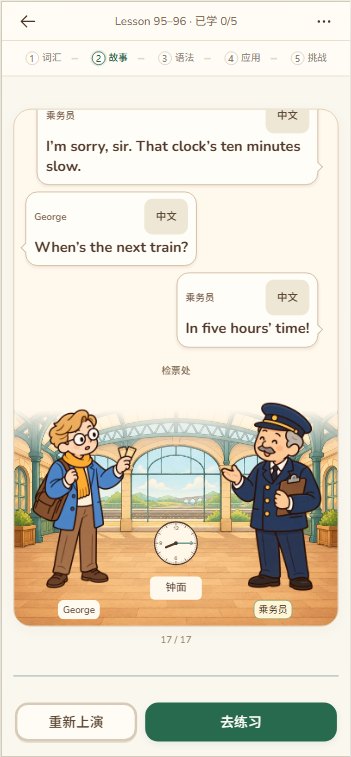 Lesson 95–96 · 已学 0/5
1 词汇 – 2 故事 – 3 语法 – 4 应用 – 5 挑战
乘务员 中文
I’m sorry, sir. That clock’s ten minutes
slow.
George 中文
When’s the next train?
乘务员 中文
In five hours’ time!
检票处
钟面
George 乘务员
17 / 17
重新上演 去练习